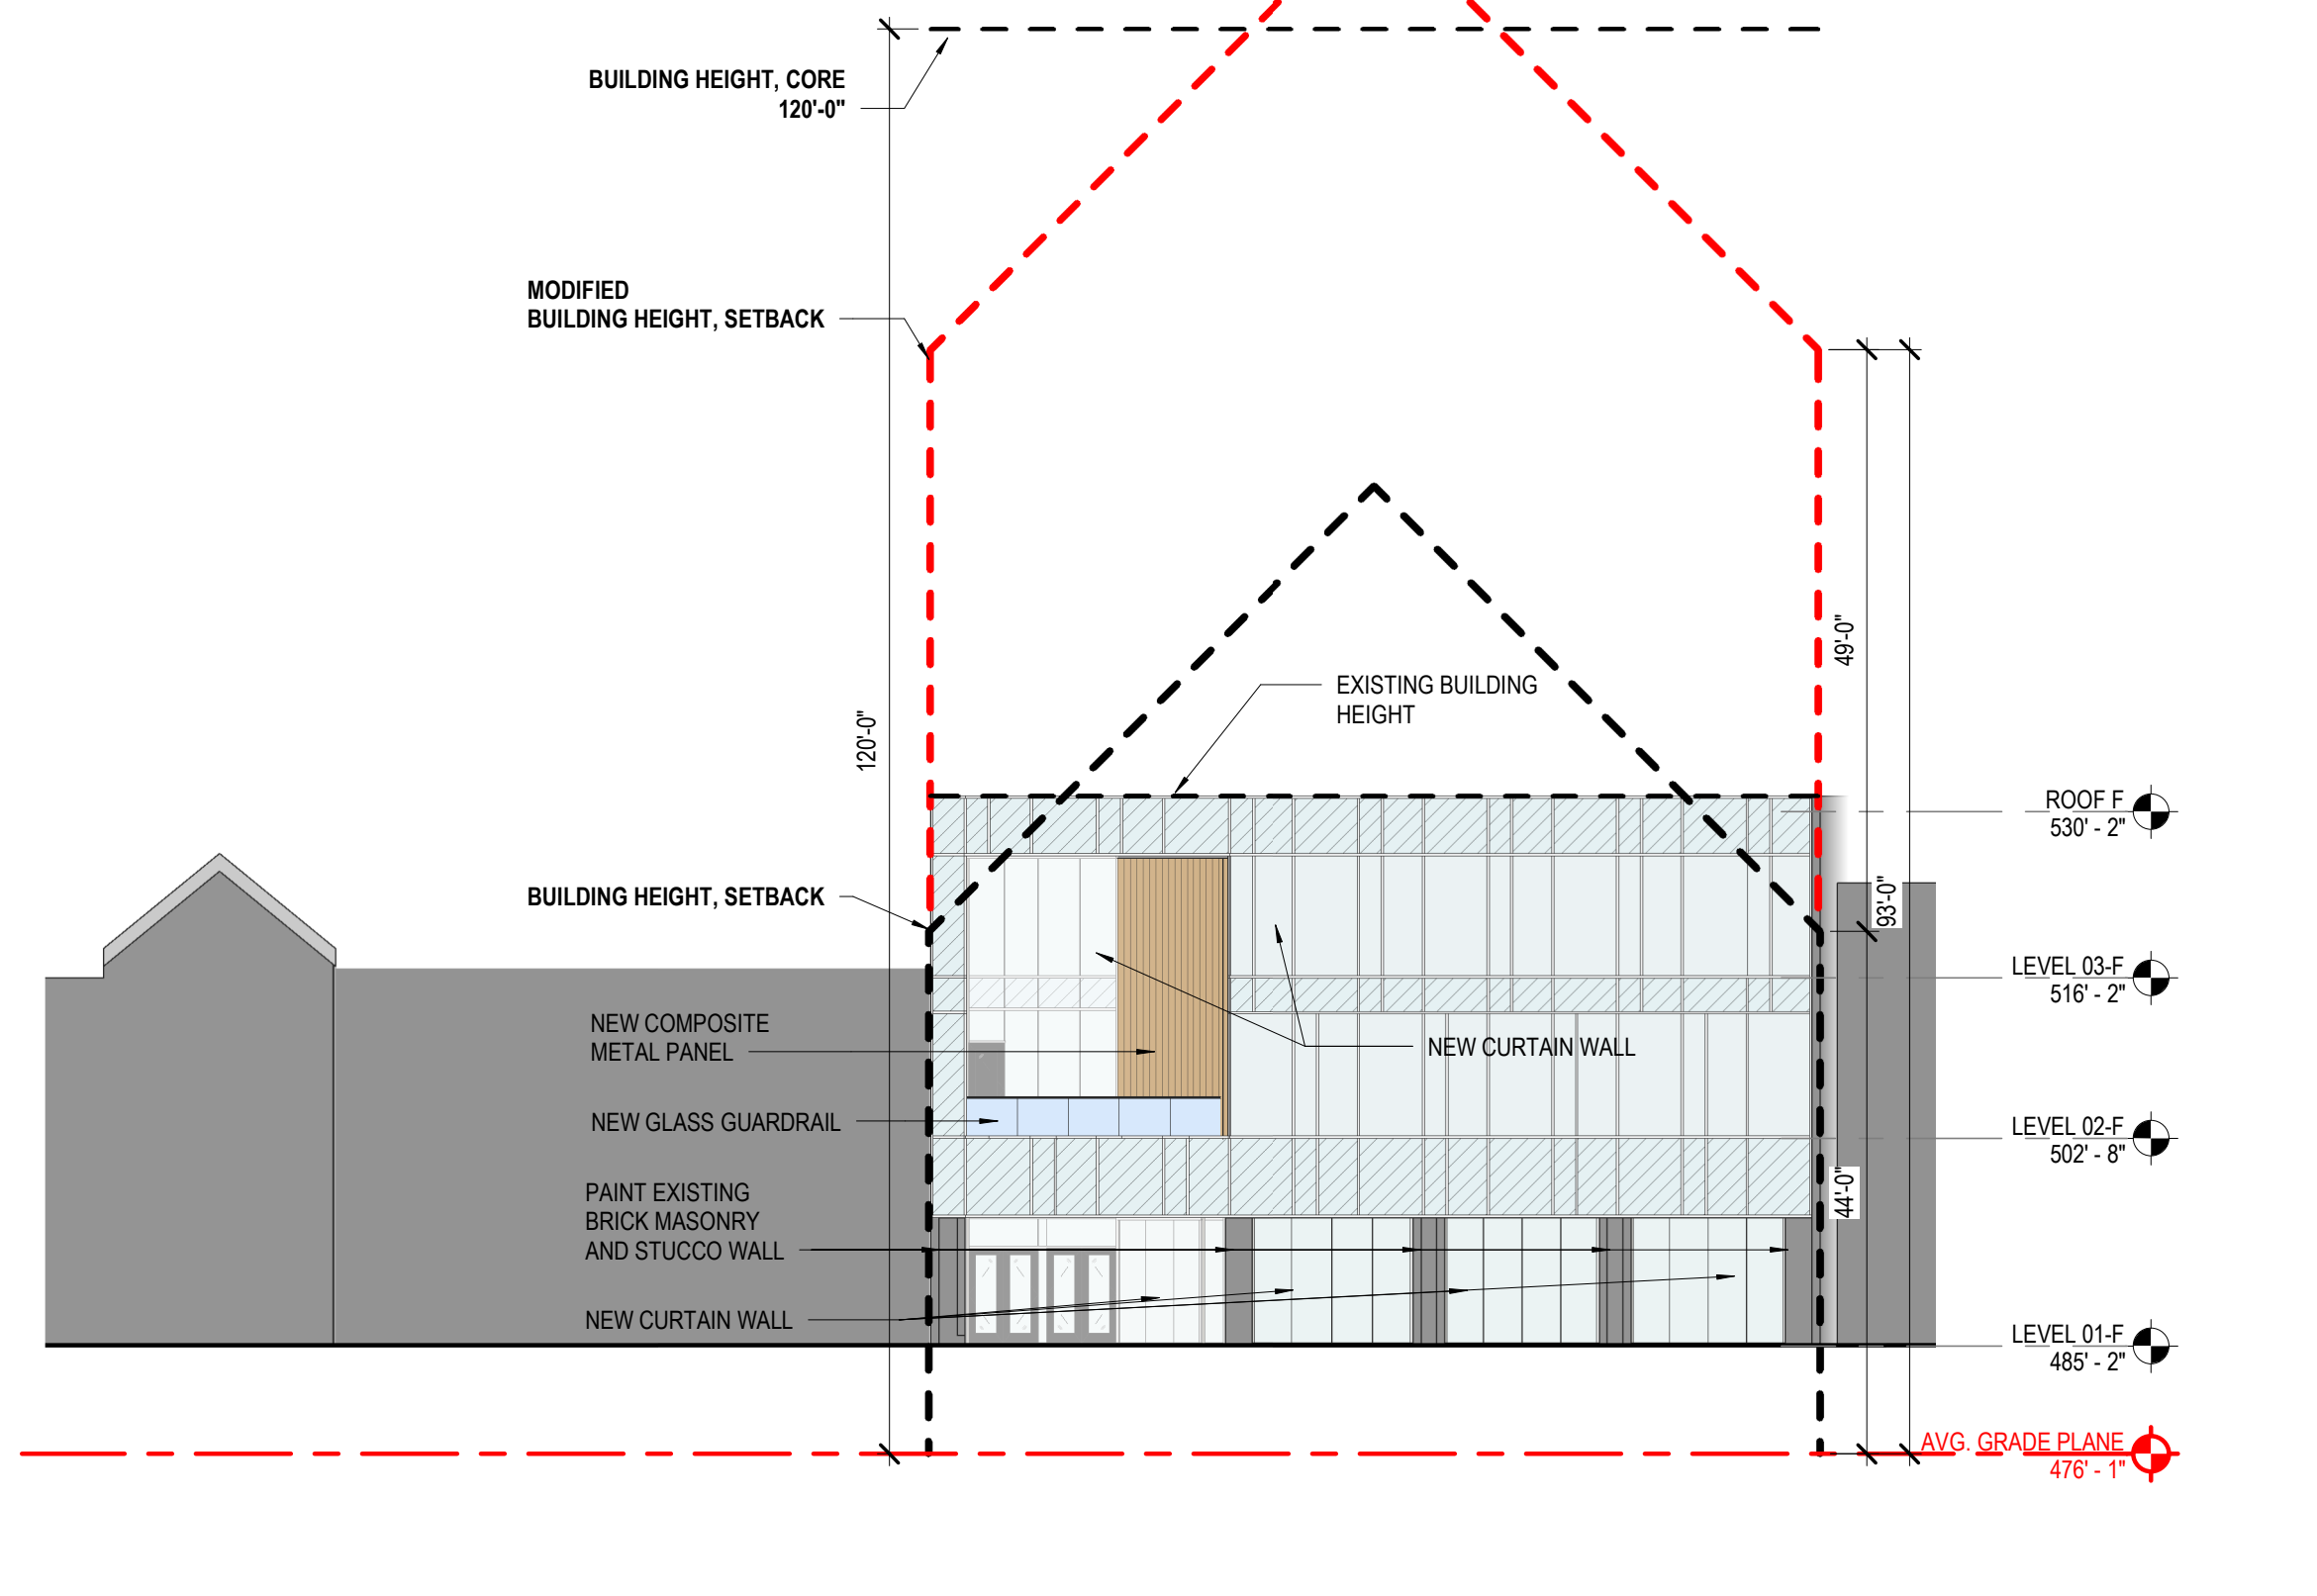 BUILDING HEIGHT, CORE
120'-0"
MODIFIED
BUILDING HEIGHT, SETBACK
49'-0"
EXISTING BUILDING
HEIGHT
120'-0"
ROOF F
530' - 2"
BUILDING HEIGHT, SETBACK
93'-0"
LEVEL 03-F
516' - 2"
NEW COMPOSITE
METAL PANEL
NEW CURTAIN WALL
NEW GLASS GUARDRAIL
LEVEL 02-F
502' - 8"
44'-0"
PAINT EXISTING
BRICK MASONRY
AND STUCCO WALL
NEW CURTAIN WALL
LEVEL 01-F
485' - 2"
AVG. GRADE PLANE
476' - 1"